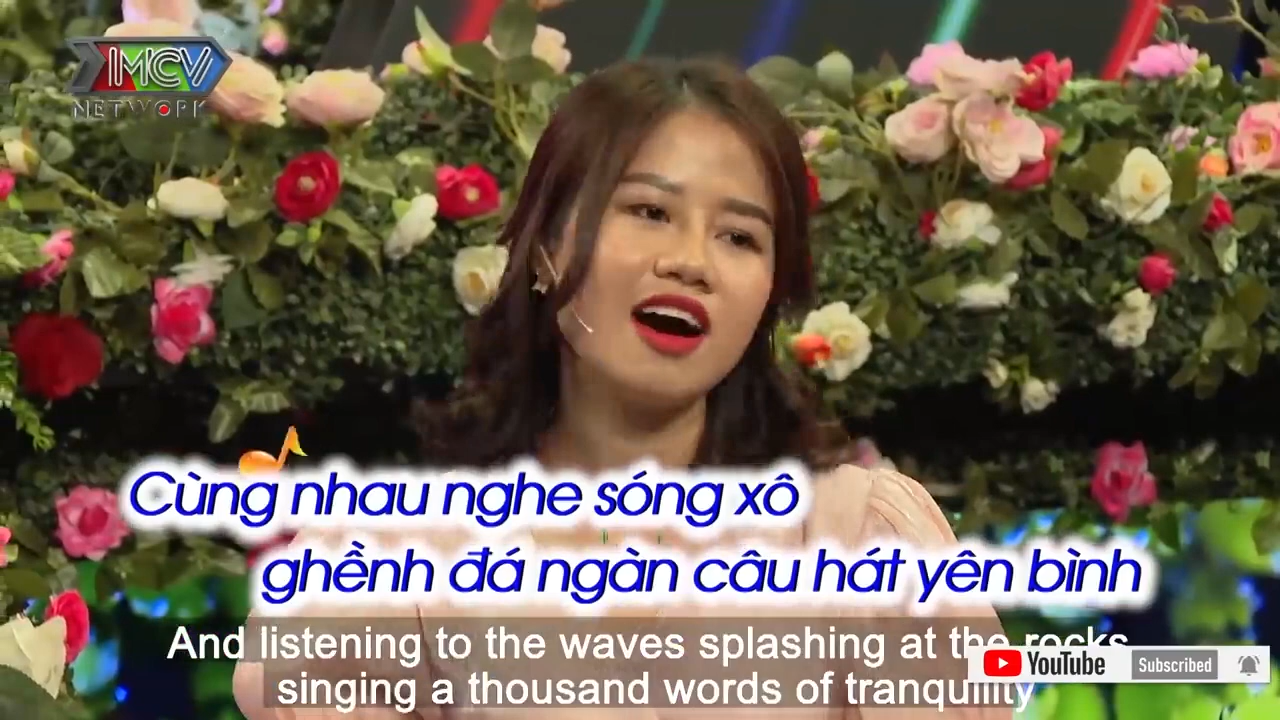 MCV
NETWORK
Cùng nhau nghe sóng xô
ghềnh đá ngàn câu hát yên bình
And listening to the waves splashing at the rocks
singing a thousand words of tranquility
YouTube
Subscribed